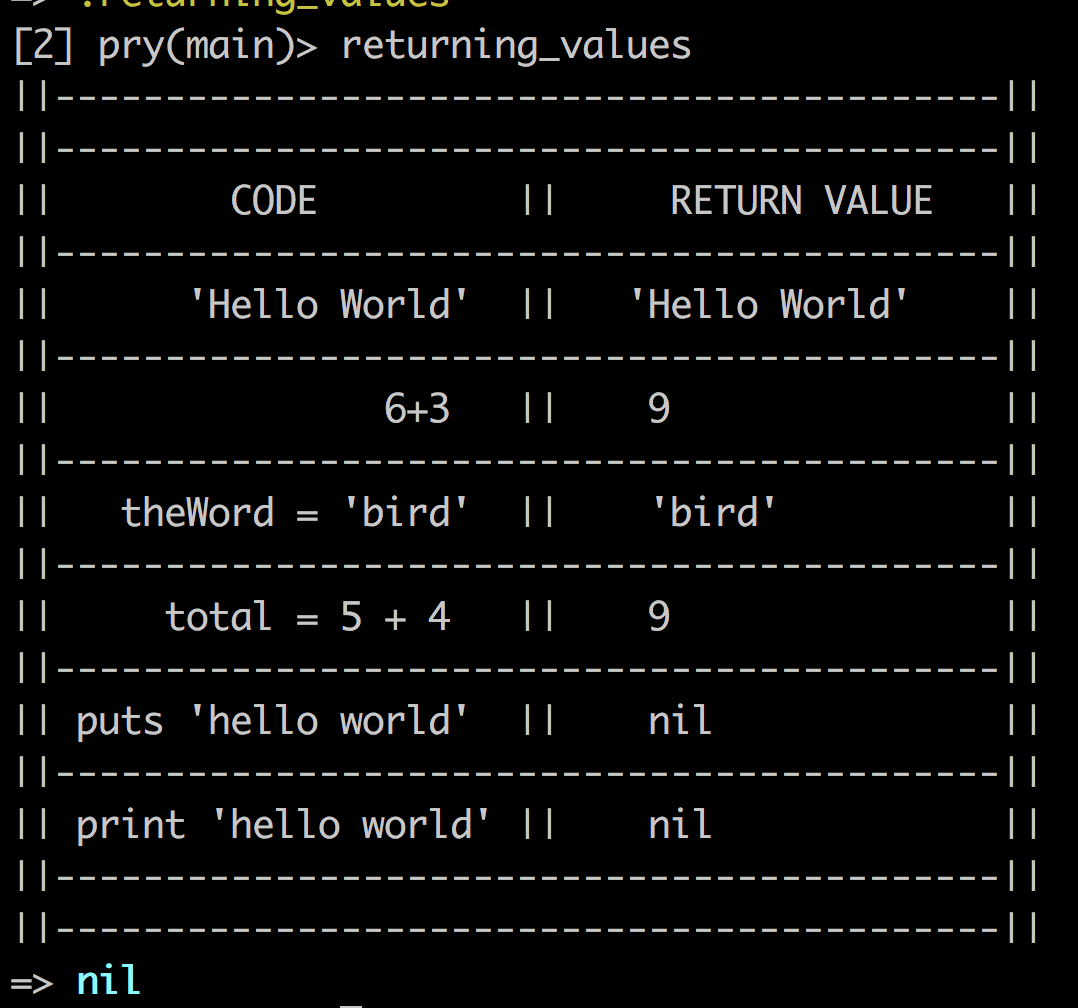 => :returning_values
[2] pry(main)> returning_values
||-------------------------------------------||
||-------------------------------------------||
||        CODE         ||     RETURN VALUE   ||
||-------------------------------------------||
||      'Hello World'  ||   'Hello World'    ||
||-------------------------------------------||
||               6+3   ||    9               ||
||-------------------------------------------||
||   theWord = 'bird'  ||    'bird'          ||
||-------------------------------------------||
||     total = 5 + 4   ||    9               ||
||-------------------------------------------||
|| puts 'hello world'  ||    nil             ||
||-------------------------------------------||
|| print 'hello world' ||    nil             ||
||-------------------------------------------||
||-------------------------------------------||
=> nil